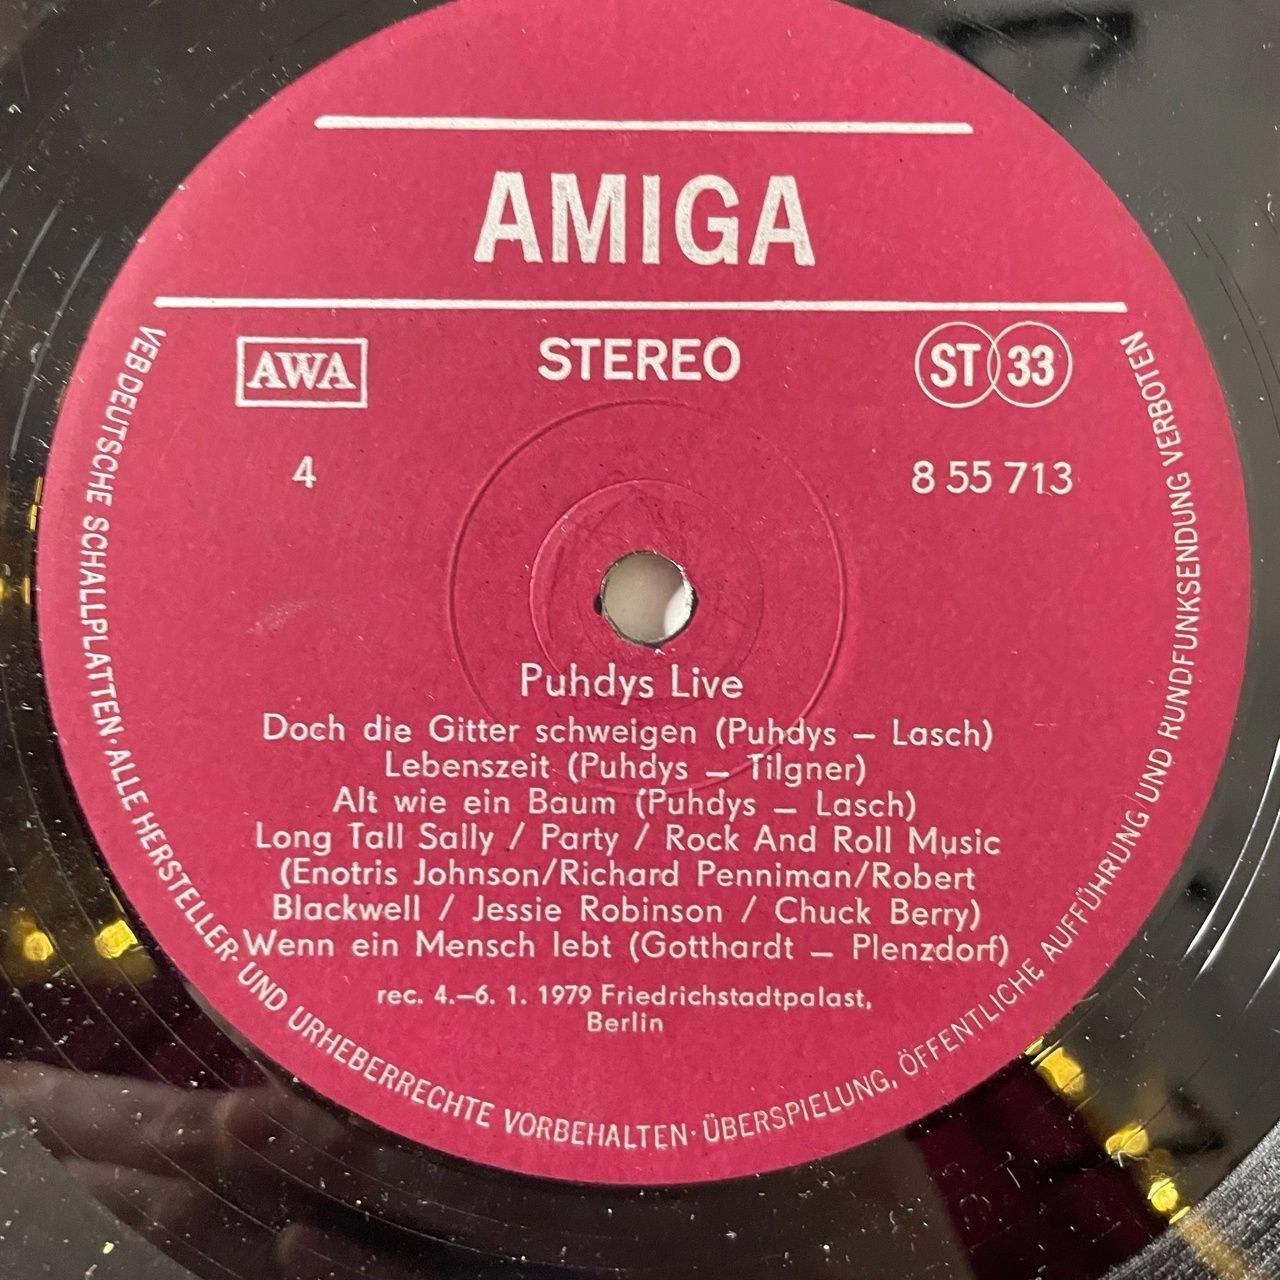 AMIGA
AWA
STEREO
ST 33
4
8 55 713
Puhdys Live
Doch die Gitter schweigen (Puhdys – Lasch)
Lebenszeit (Puhdys – Tilgner)
Alt wie ein Baum (Puhdys – Lasch)
Long Tall Sally / Party / Rock And Roll Music
(Enotris Johnson/Richard Penniman/Robert
Blackwell / Jessie Robinson / Chuck Berry)
Wenn ein Mensch lebt (Gotthardt – Plenzdorf)
rec. 4.–6. 1. 1979 Friedrichstadtpalast,
Berlin
VEB DEUTSCHE SCHALLPLATTEN · ALLE HERSTELLER- UND URHEBERRECHTE VORBEHALTEN · ÜBERSPIELUNG, ÖFFENTLICHE AUFFÜHRUNG UND RUNDFUNKSENDUNG VERBOTEN